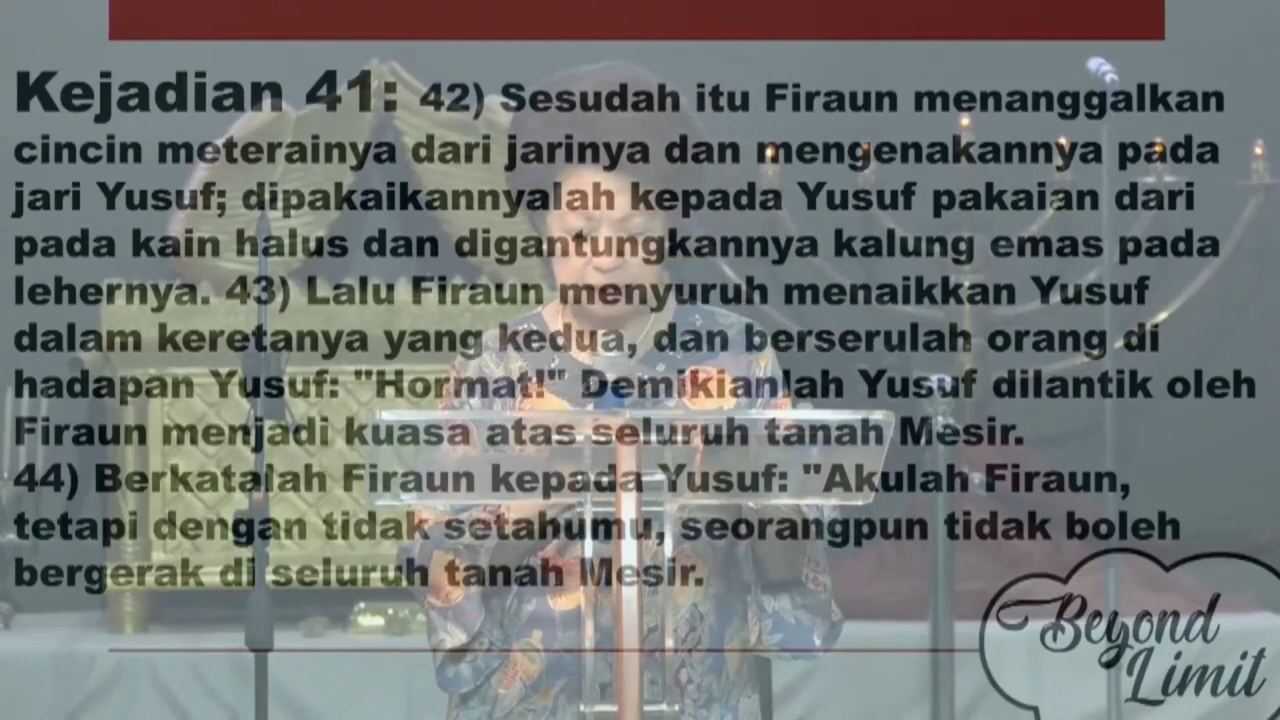 Kejadian 41: 42) Sesudah itu Firaun menanggalkan
cincin meterainya dari jarinya dan mengenakannya pada
jari Yusuf; dipakaikannyalah kepada Yusuf pakaian dari
pada kain halus dan digantungkannya kalung emas pada
lehernya. 43) Lalu Firaun menyuruh menaikkan Yusuf
dalam keretanya yang kedua, dan berserulah orang di
hadapan Yusuf: "Hormat!" Demikianlah Yusuf dilantik oleh
Firaun menjadi kuasa atas seluruh tanah Mesir.
44) Berkatalah Firaun kepada Yusuf: "Akulah Firaun,
tetapi dengan tidak setahumu, seorangpun tidak boleh
bergerak di seluruh tanah Mesir.
Beyond
Limit